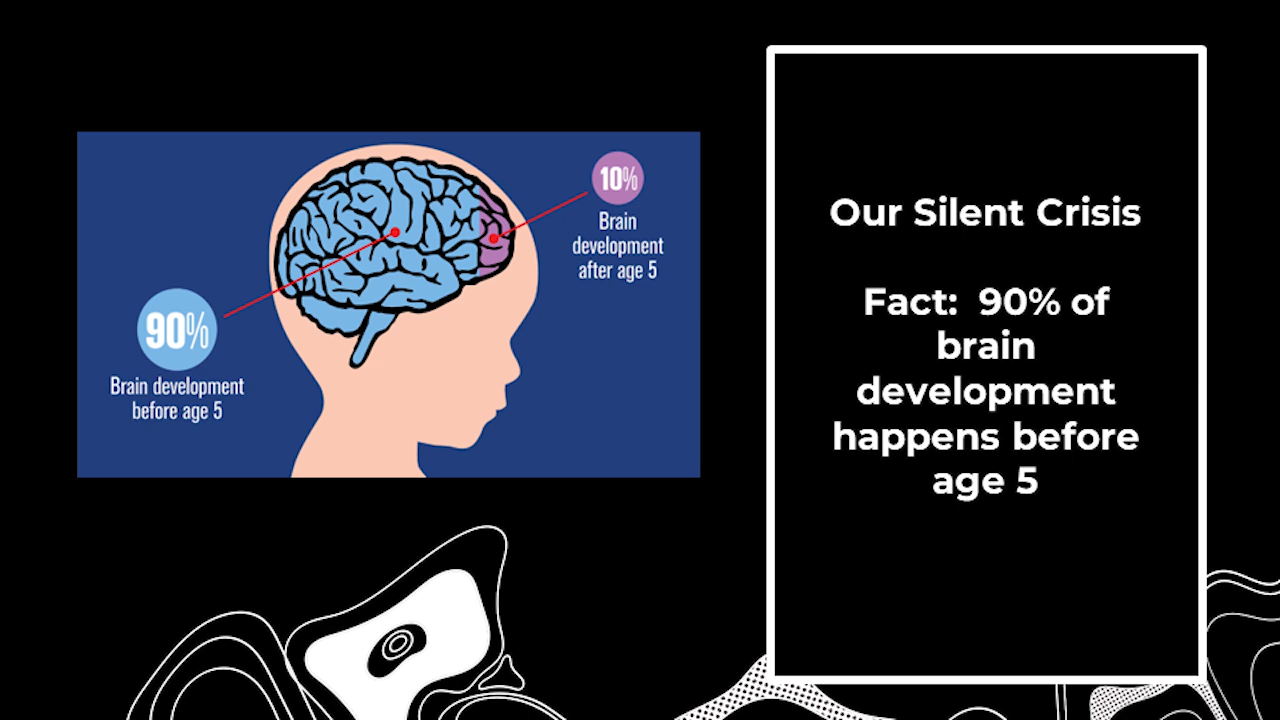 90%
Brain development
before age 5
10%
Brain
development
after age 5
Our Silent Crisis
Fact:  90% of
brain
development
happens before
age 5